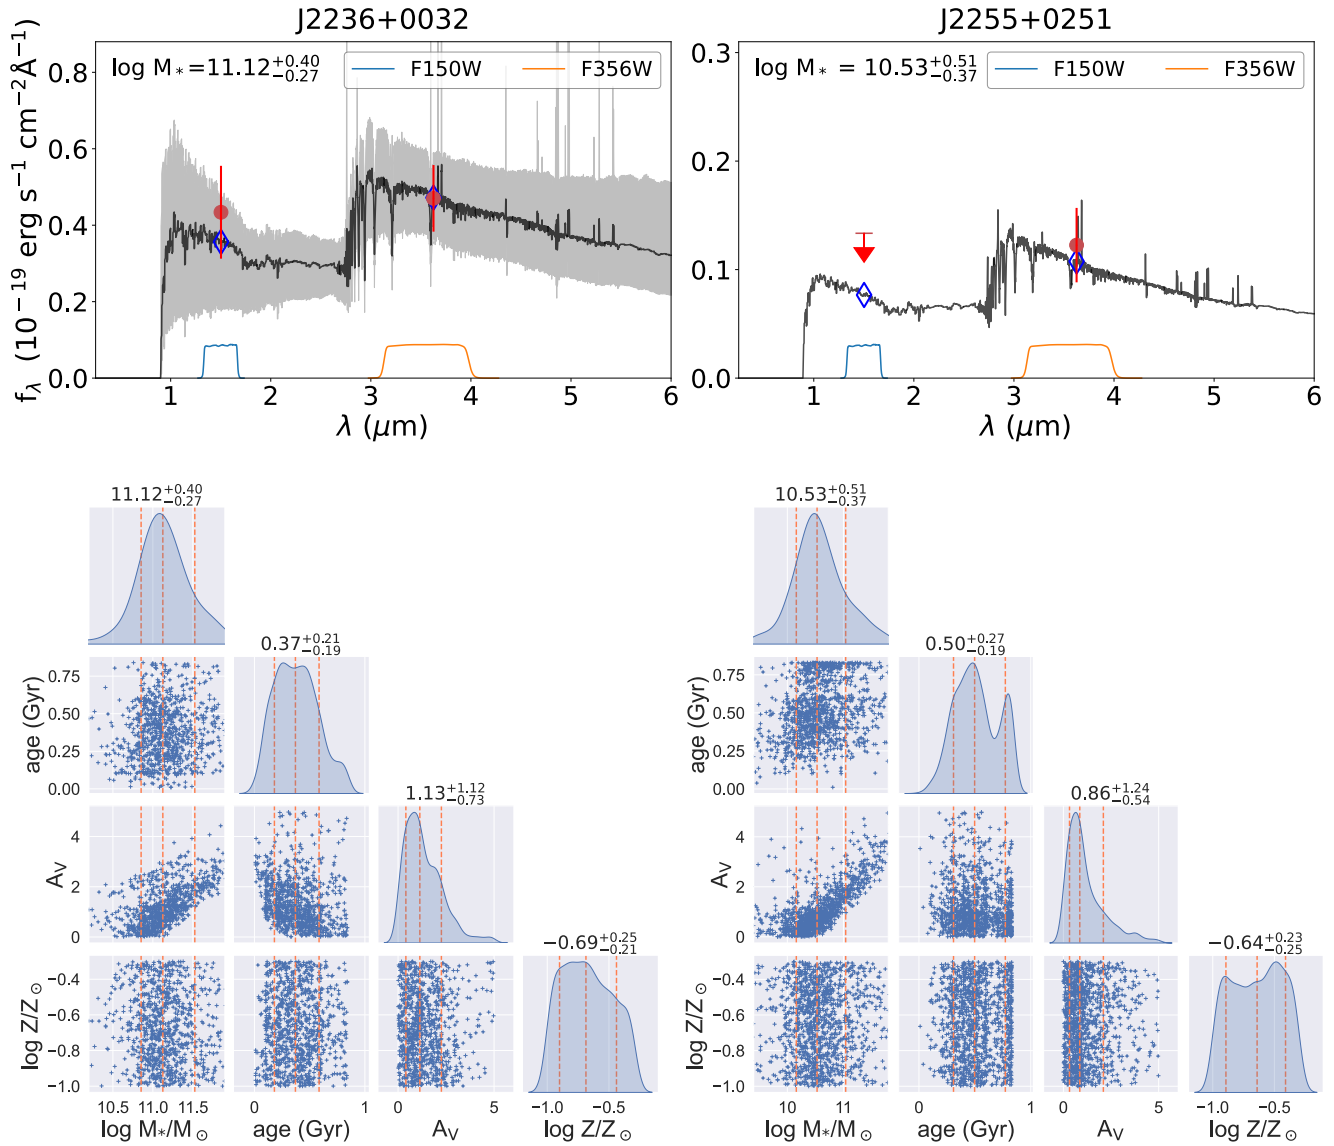 J2236+0032
J2255+0251
log M∗=11.12+0.40−0.27
F150W
F356W
log M∗ = 10.53+0.51−0.37
F150W
F356W
fλ (10−19 erg s−1 cm−2Å−1)
0.8
0.6
0.4
0.2
0.0
0.3
0.2
0.1
0.0
1 2 3 4 5 6
1 2 3 4 5 6
λ (μm)
λ (μm)
11.12+0.40−0.27
10.53+0.51−0.37
0.37+0.21−0.19
0.50+0.27−0.19
age (Gyr)
0.75
0.50
0.25
0.00
age (Gyr)
0.75
0.50
0.25
0.00
1.13+1.12−0.73
0.86+1.24−0.54
AV
4
2
0
AV
4
2
0
−0.69+0.25−0.21
−0.64+0.23−0.25
log Z/Z⊙
−0.4
−0.6
−0.8
−1.0
log Z/Z⊙
−0.4
−0.6
−0.8
−1.0
10.5 11.0 11.5
0 1
0 5
−1.0 −0.5
10 11
0 1
0 5
−1.0 −0.5
log M∗/M⊙
age (Gyr)
AV
log Z/Z⊙
log M∗/M⊙
age (Gyr)
AV
log Z/Z⊙